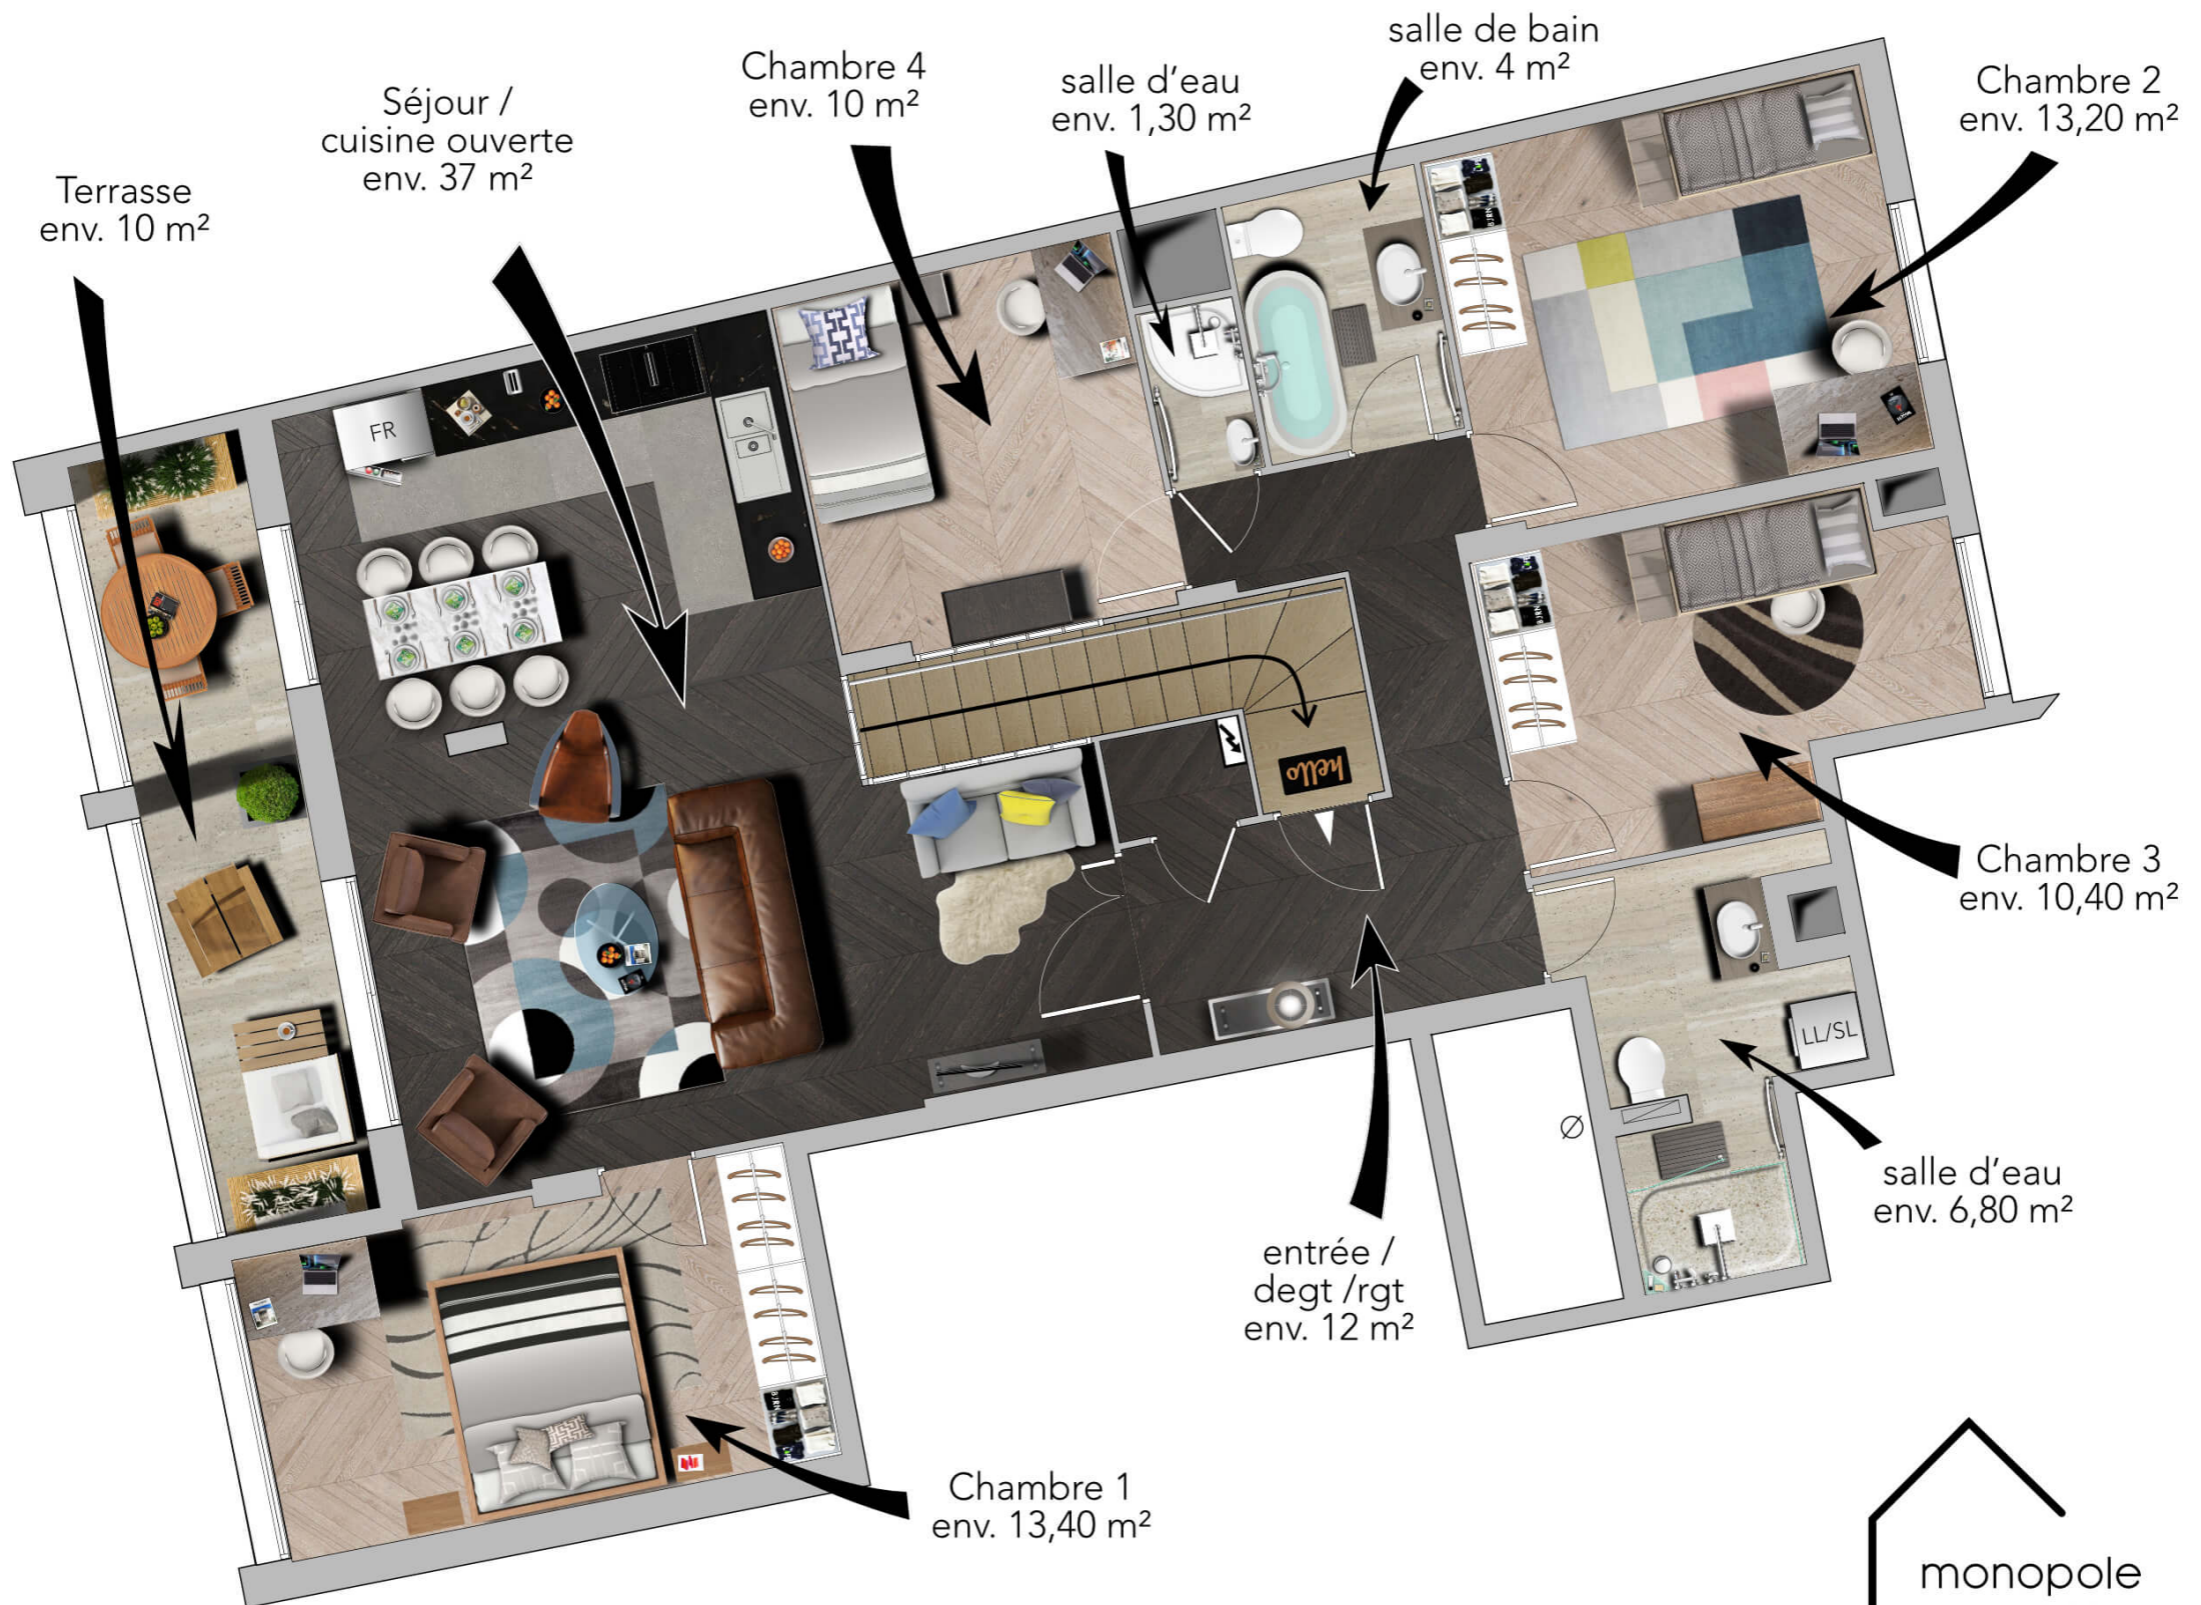 salle de bain
env. 4 m²
Chambre 4
env. 10 m²
salle d'eau
env. 1,30 m²
Chambre 2
env. 13,20 m²
Séjour /
cuisine ouverte
env. 37 m²
Terrasse
env. 10 m²
FR
hello
Chambre 3
env. 10,40 m²
LL/SL
Ø
salle d'eau
env. 6,80 m²
entrée /
degt /rgt
env. 12 m²
Chambre 1
env. 13,40 m²
monopole